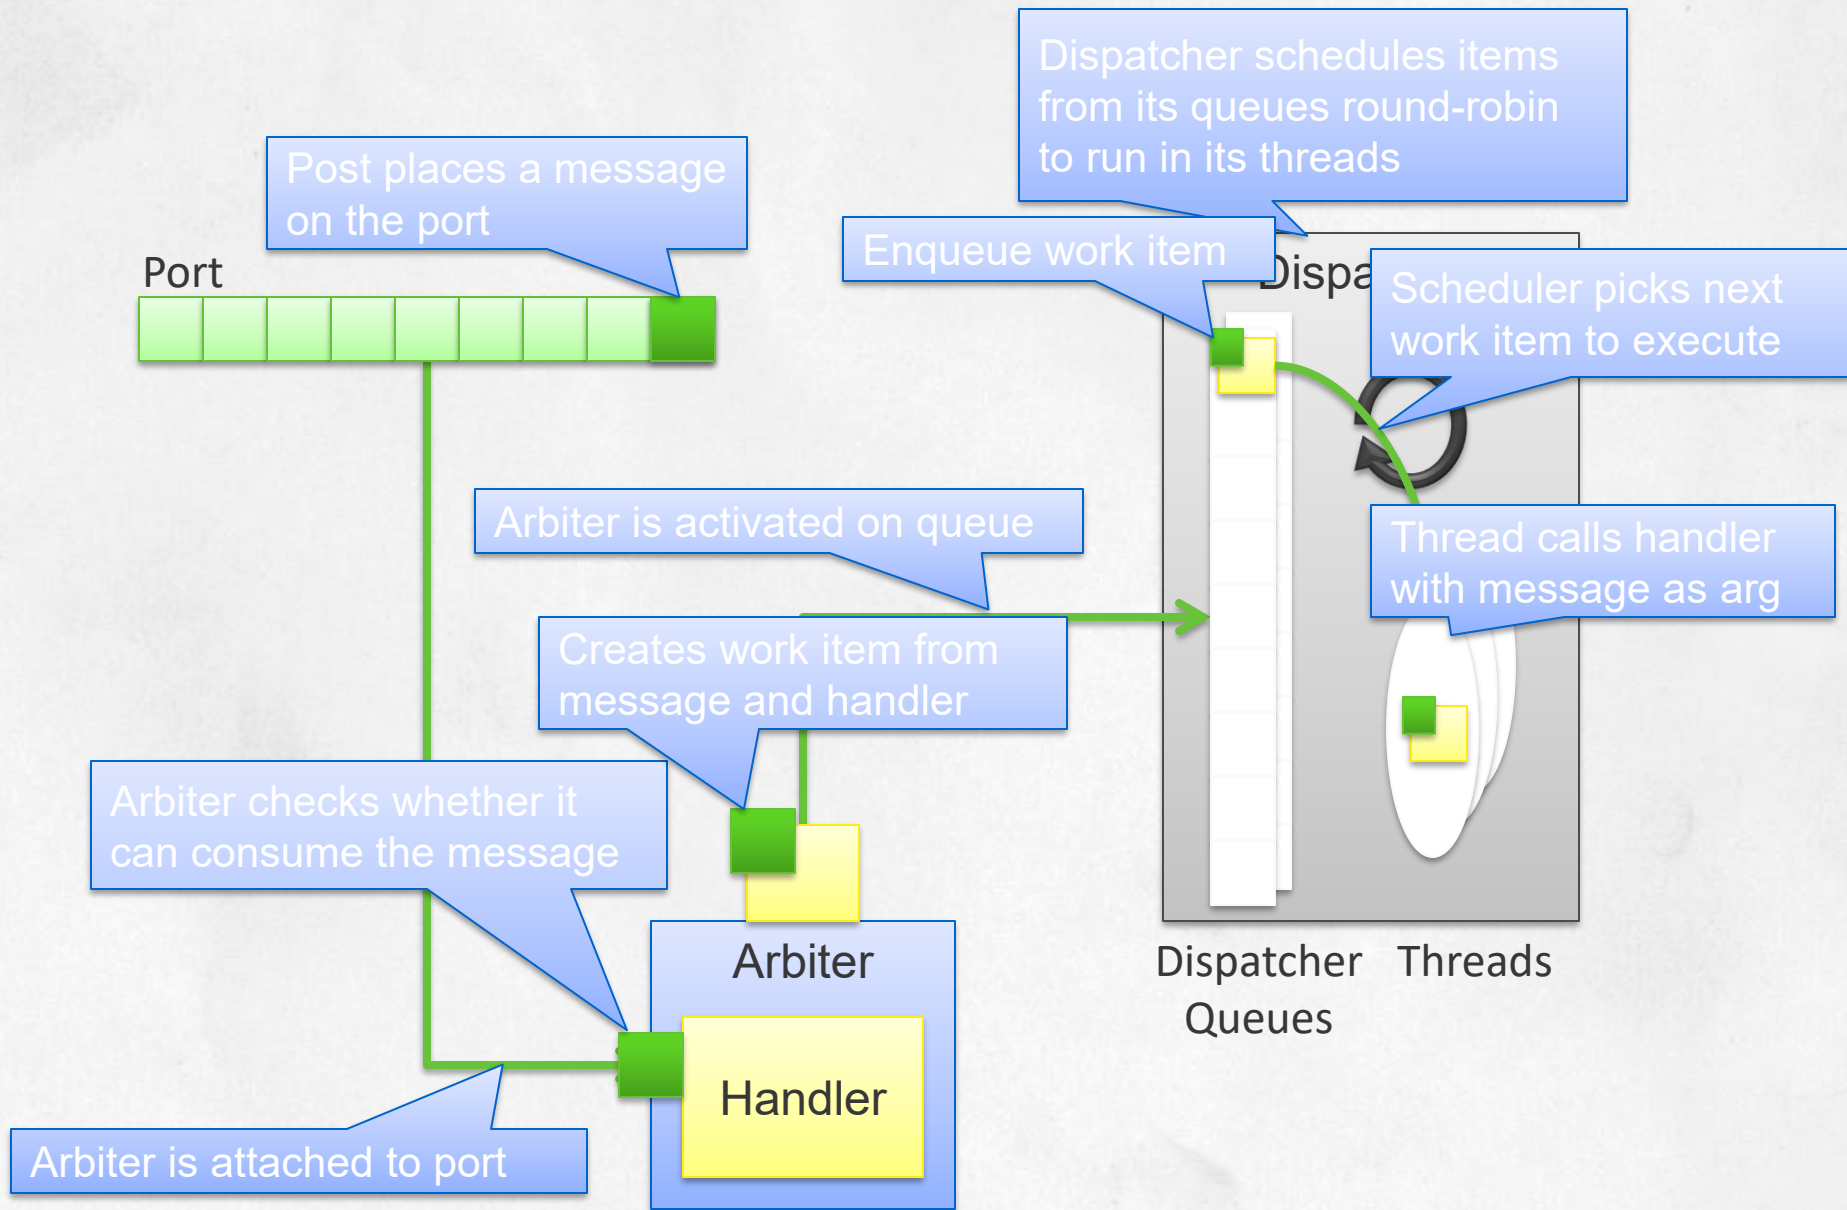 Dispatcher schedules items
from its queues round-robin
to run in its threads
Post places a message
on the port
Enqueue work item
Port
Scheduler picks next
work item to execute
Arbiter is activated on queue
Thread calls handler
with message as arg
Creates work item from
message and handler
Arbiter checks whether it
can consume the message
Arbiter
Dispatcher
Queues
Threads
Handler
Arbiter is attached to port